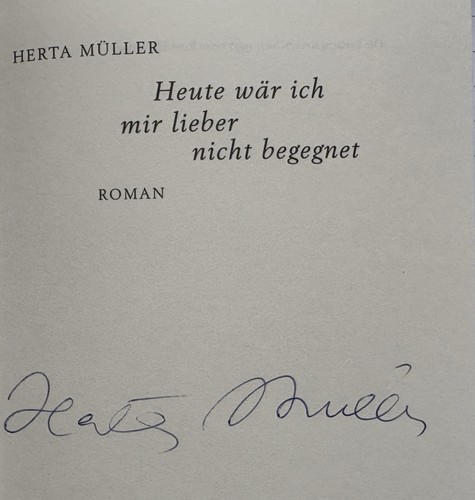 HERTA MÜLLER
Heute wär ich
mir lieber
nicht begegnet
ROMAN
Herta Müller